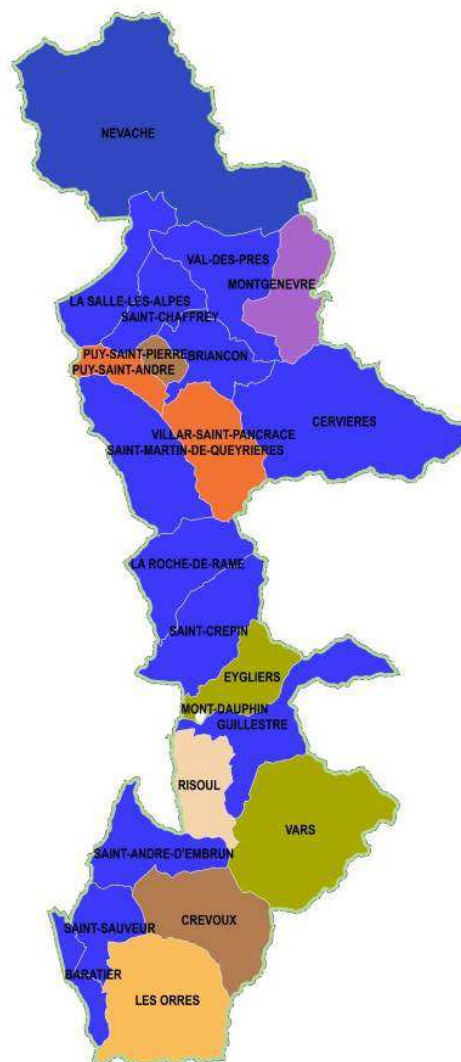 NEVACHE
VAL-DES-PRES
MONTGENEVRE
LA SALLE-LES-ALPES
SAINT-CHAFFREY
PUY-SAINT-PIERRE
BRIANCON
PUY-SAINT-ANDRE
CERVIERES
VILLAR-SAINT-PANCRACE
SAINT-MARTIN-DE-QUEYRIERES
LA ROCHE-DE-RAME
SAINT-CREPIN
EYGLIERS
MONT-DAUPHIN
GUILLESTRE
RISOUL
VARS
SAINT-ANDRE-D'EMBRUN
CREVOUX
SAINT-SAUVEUR
BARATIER
LES ORRES